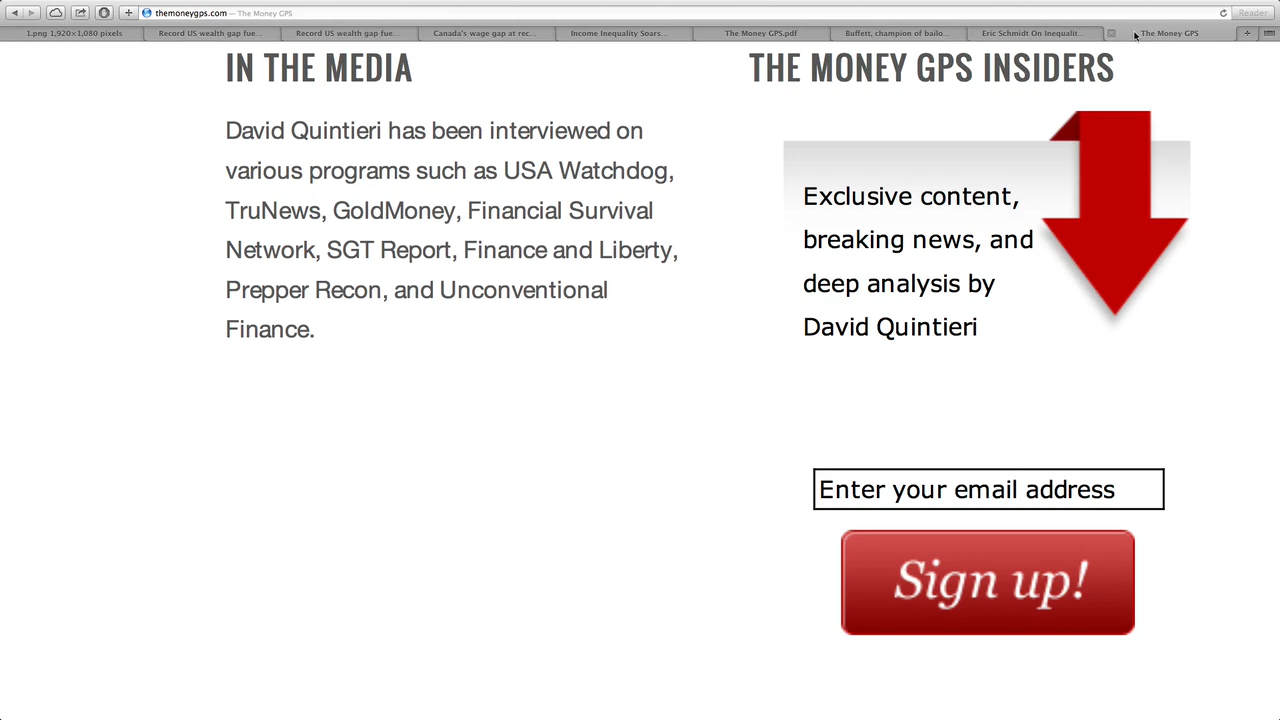 themoneygps.com — The Money GPS
Reader
1.png 1,920×1,080 pixels
Record US wealth gap fue...
Record US wealth gap fue...
Canada's wage gap at rec...
Income Inequality Soars...
The Money GPS.pdf
Buffett, champion of bailo...
Eric Schmidt On Inequalit...
The Money GPS
IN THE MEDIA
David Quintieri has been interviewed on
various programs such as USA Watchdog,
TruNews, GoldMoney, Financial Survival
Network, SGT Report, Finance and Liberty,
Prepper Recon, and Unconventional
Finance.
THE MONEY GPS INSIDERS
Exclusive content,
breaking news, and
deep analysis by
David Quintieri
Enter your email address
Sign up!